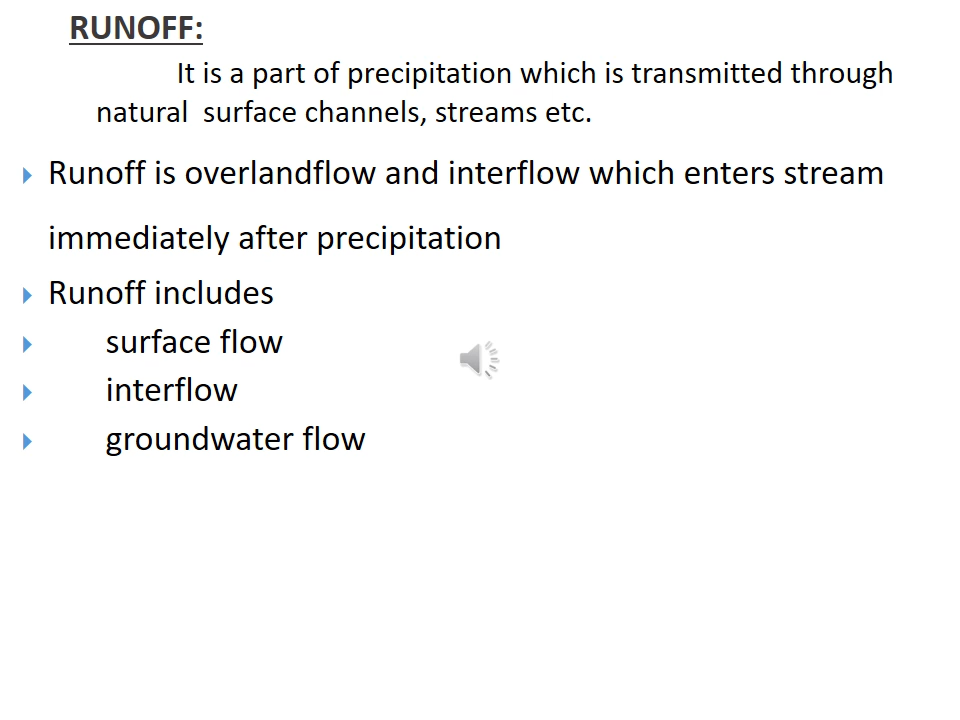 RUNOFF:
It is a part of precipitation which is transmitted through
natural surface channels, streams etc.
Runoff is overlandflow and interflow which enters stream
immediately after precipitation
Runoff includes
surface flow
interflow
groundwater flow